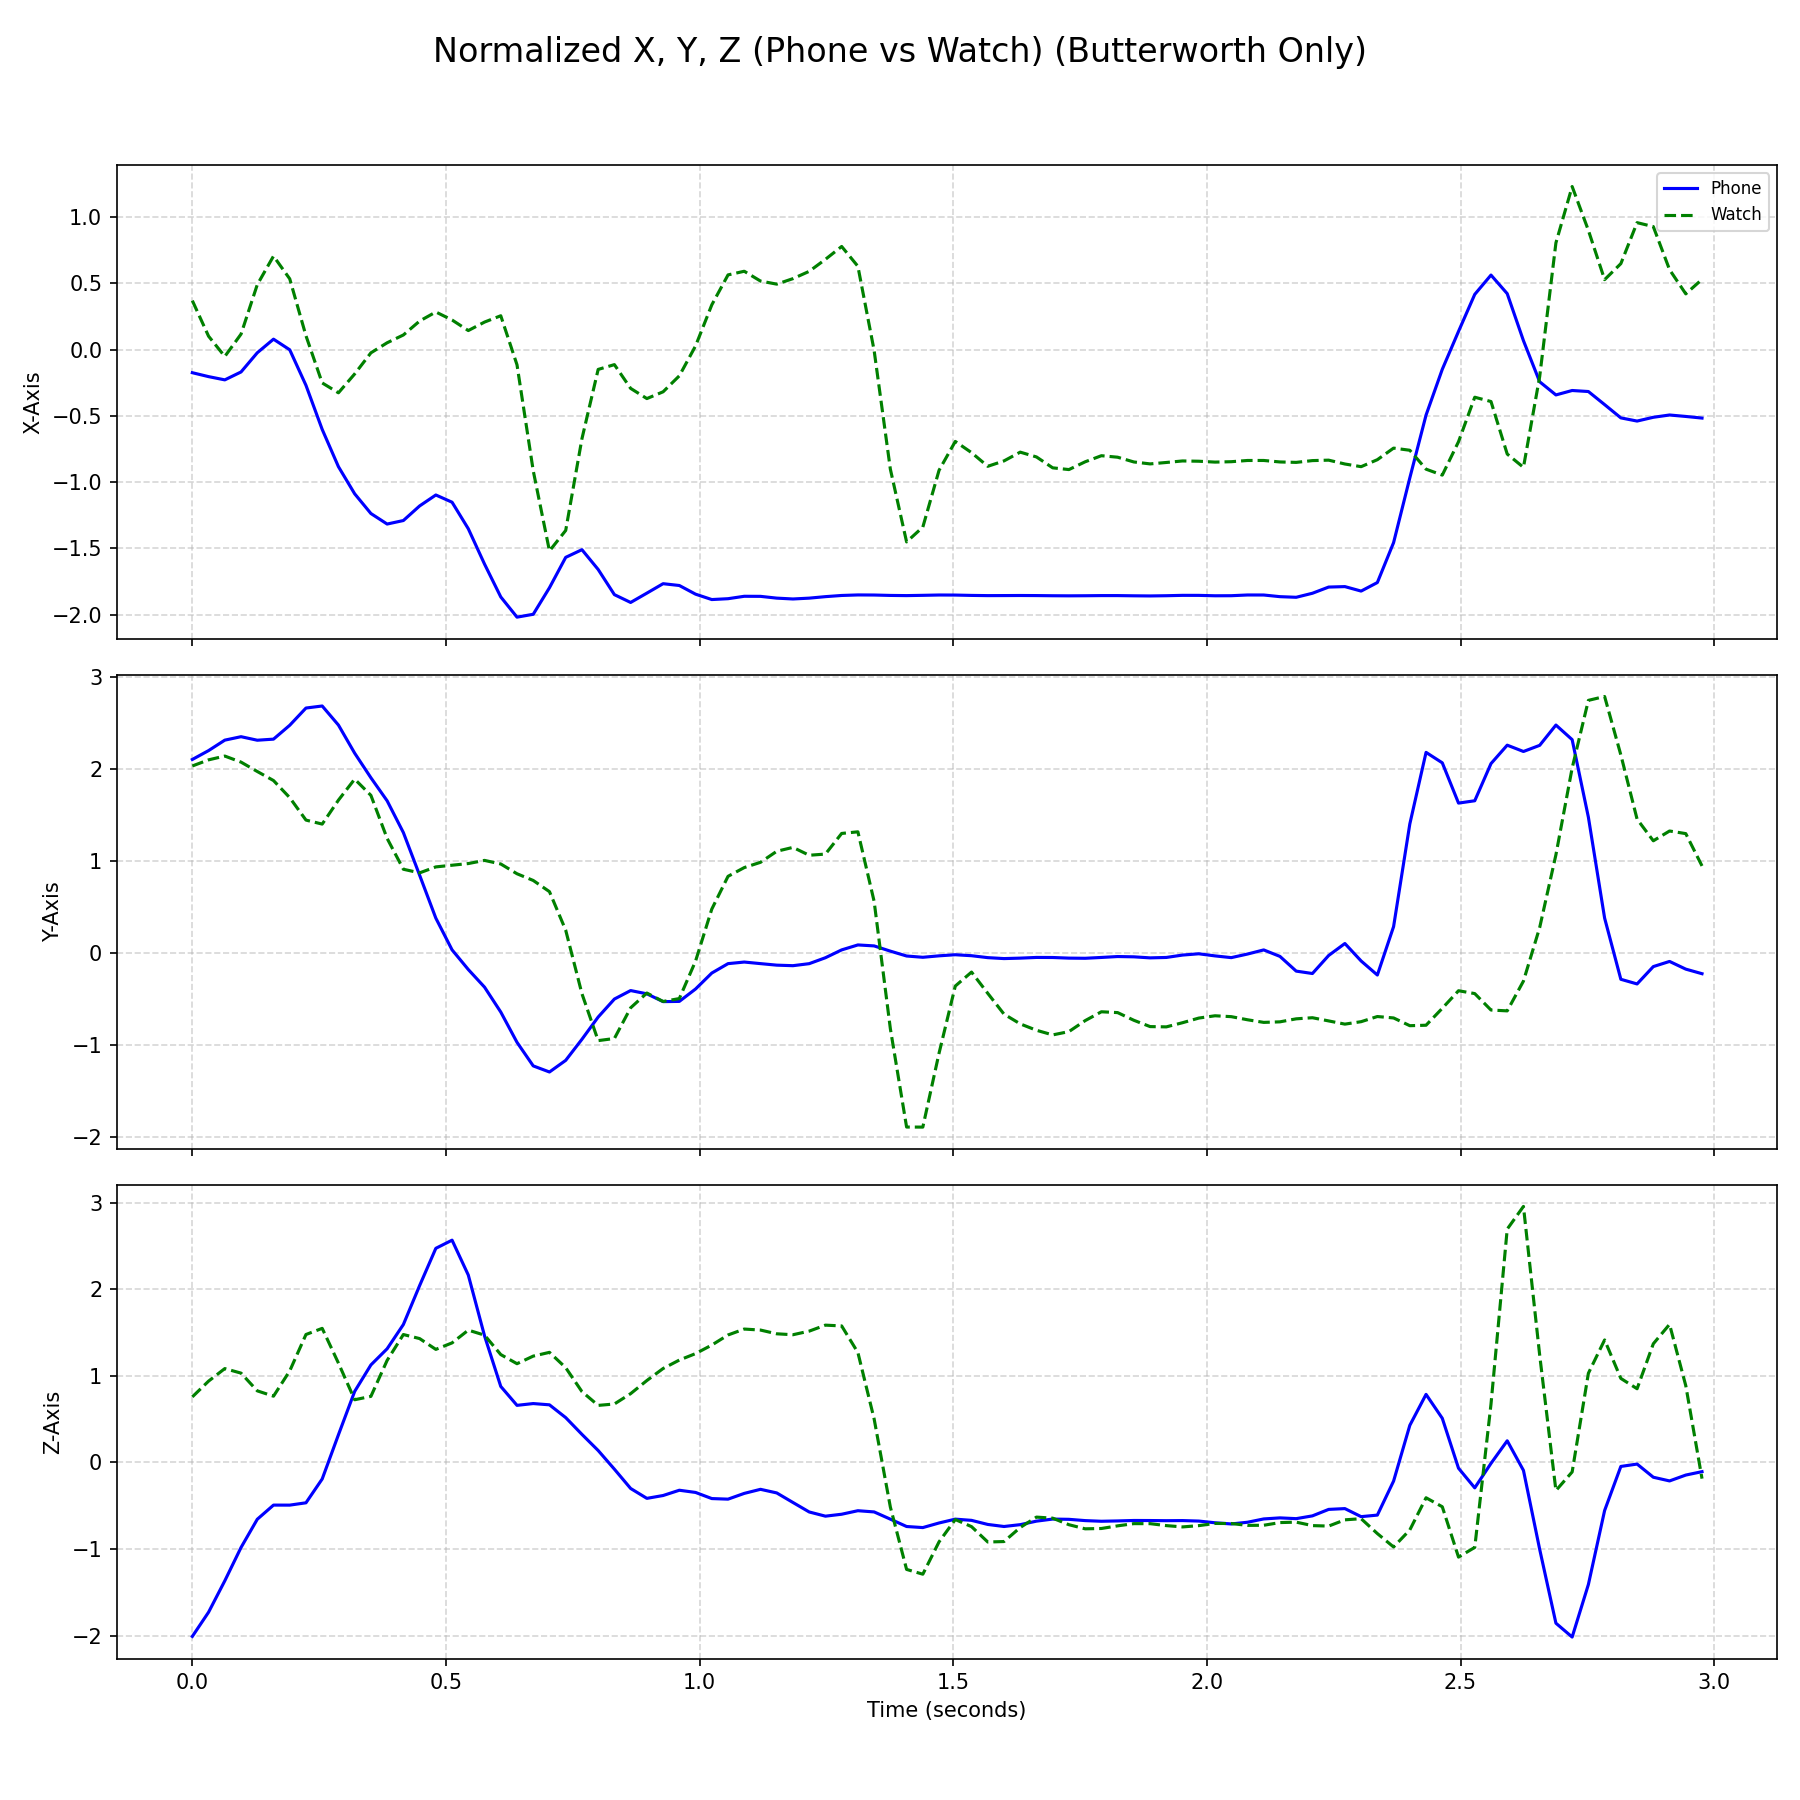 Normalized X, Y, Z (Phone vs Watch) (Butterworth Only)
Phone
Watch
X-Axis
1.0
0.5
0.0
−0.5
−1.0
−1.5
−2.0
Y-Axis
3
2
1
0
−1
−2
Z-Axis
3
2
1
0
−1
−2
0.0 0.5 1.0 1.5 2.0 2.5 3.0
Time (seconds)